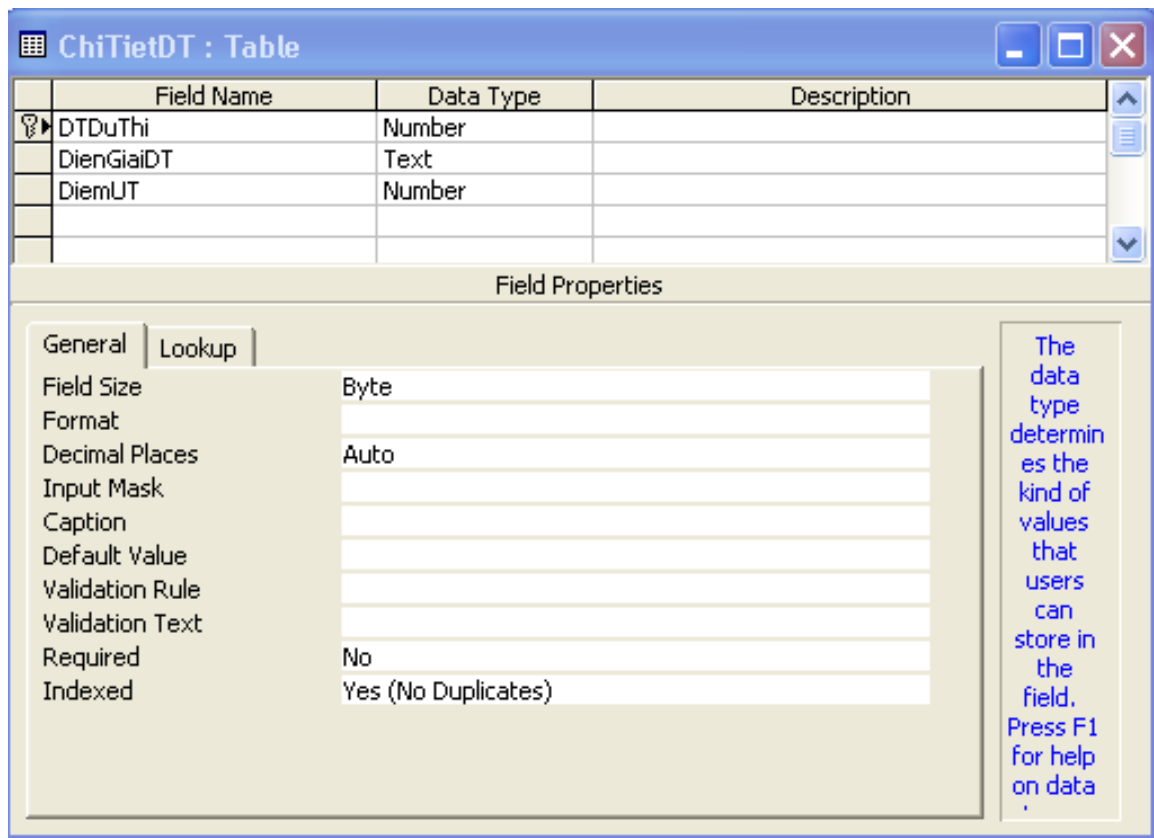 ChiTietDT : Table
Field Name Data Type Description
DTDuThi Number
DienGiaiDT Text
DiemUT Number
Field Properties
General Lookup
Field Size Byte
Format
Decimal Places Auto
Input Mask
Caption
Default Value
Validation Rule
Validation Text
Required No
Indexed Yes (No Duplicates)
The
data
type
determin
es the
kind of
values
that
users
can
store in
the
field.
Press F1
for help
on data